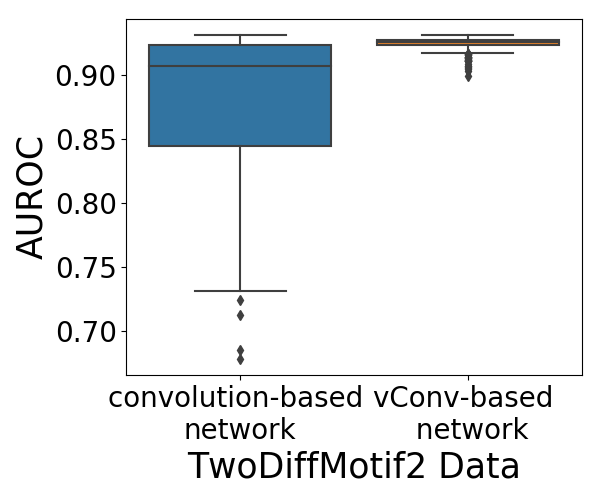 AUROC
0.90
0.85
0.80
0.75
0.70
convolution-based
network
vConv-based
network
TwoDiffMotif2 Data